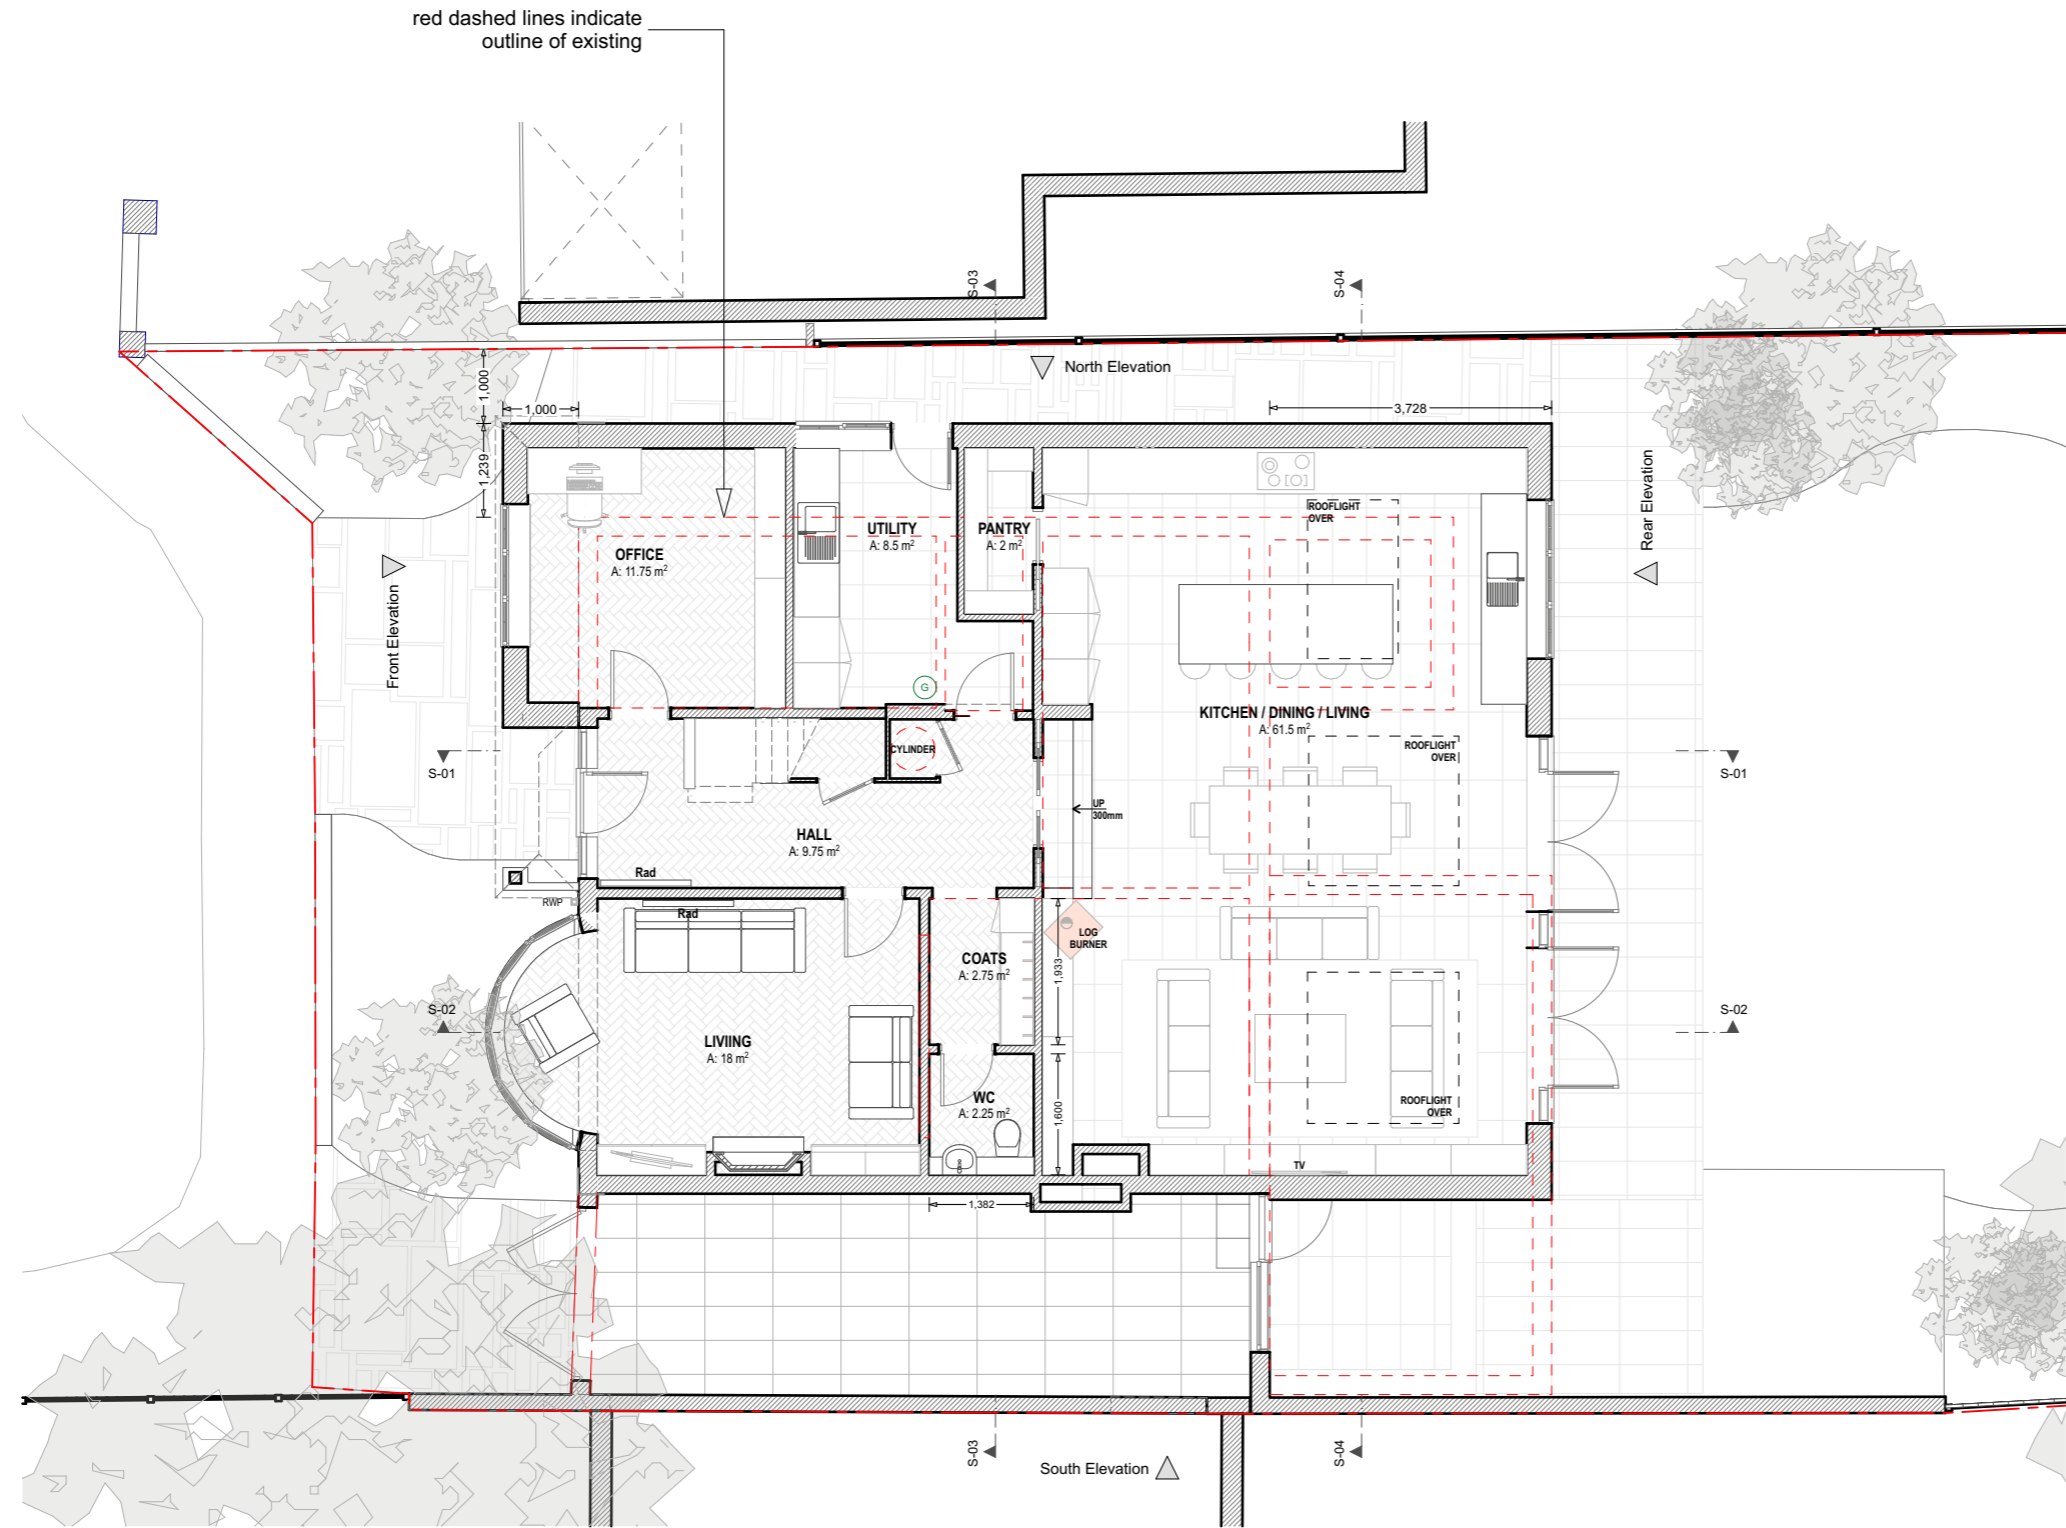 red dashed lines indicate
outline of existing
S-03
S-04
North Elevation
1,000
1,000
3,728
1,239
Rear Elevation
Front Elevation
ROOFLIGHT
OVER
UTILITY
A: 8.5 m²
PANTRY
A: 2 m²
OFFICE
A: 11.75 m²
G
KITCHEN / DINING / LIVING
A: 61.5 m²
CYLINDER
ROOFLIGHT
OVER
S-01
S-01
UP
300mm
HALL
A: 9.75 m²
Rad
RWP
Rad
LOG
BURNER
COATS
A: 2.75 m²
1,933
S-02
S-02
LIVIING
A: 18 m²
WC
A: 2.25 m²
1,600
ROOFLIGHT
OVER
TV
1,382
S-03
S-04
South Elevation